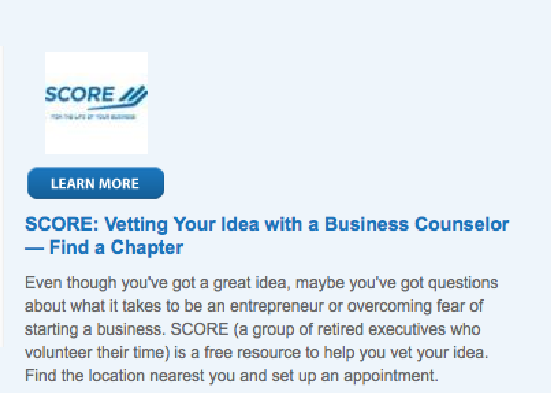 SCORE
FOR THE LIFE OF YOUR BUSINESS
LEARN MORE
SCORE: Vetting Your Idea with a Business Counselor
— Find a Chapter
Even though you've got a great idea, maybe you've got questions
about what it takes to be an entrepreneur or overcoming fear of
starting a business. SCORE (a group of retired executives who
volunteer their time) is a free resource to help you vet your idea.
Find the location nearest you and set up an appointment.